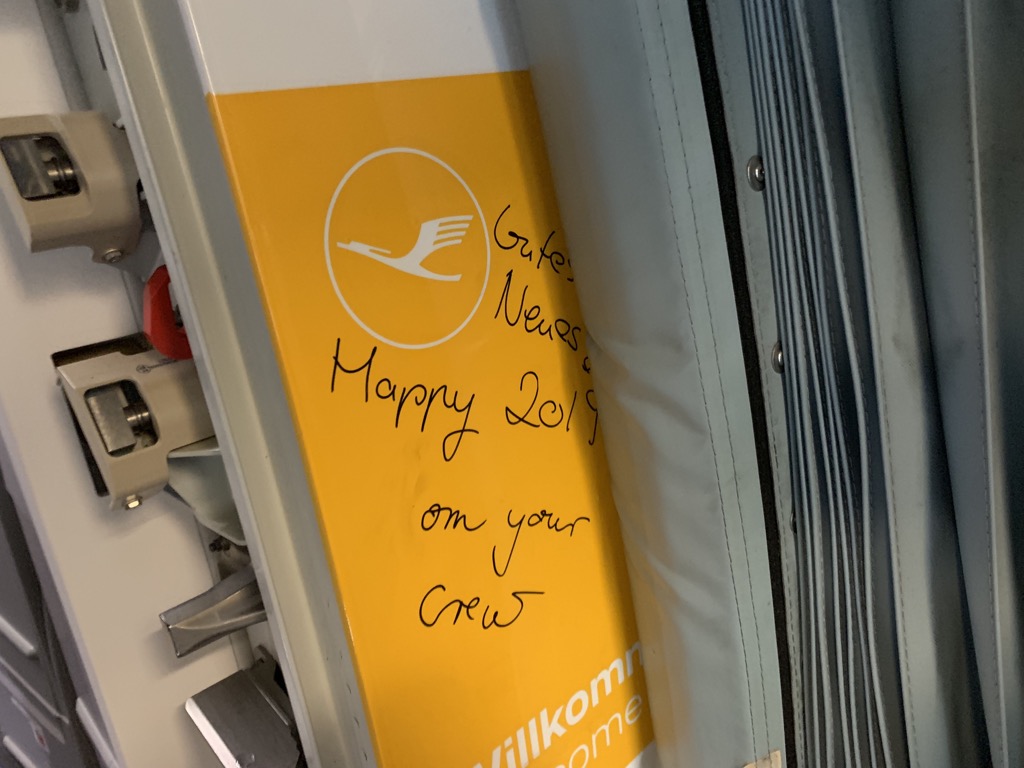 Gutes
Neues
Happy 2019
om your
Crew
Willkomm
ome